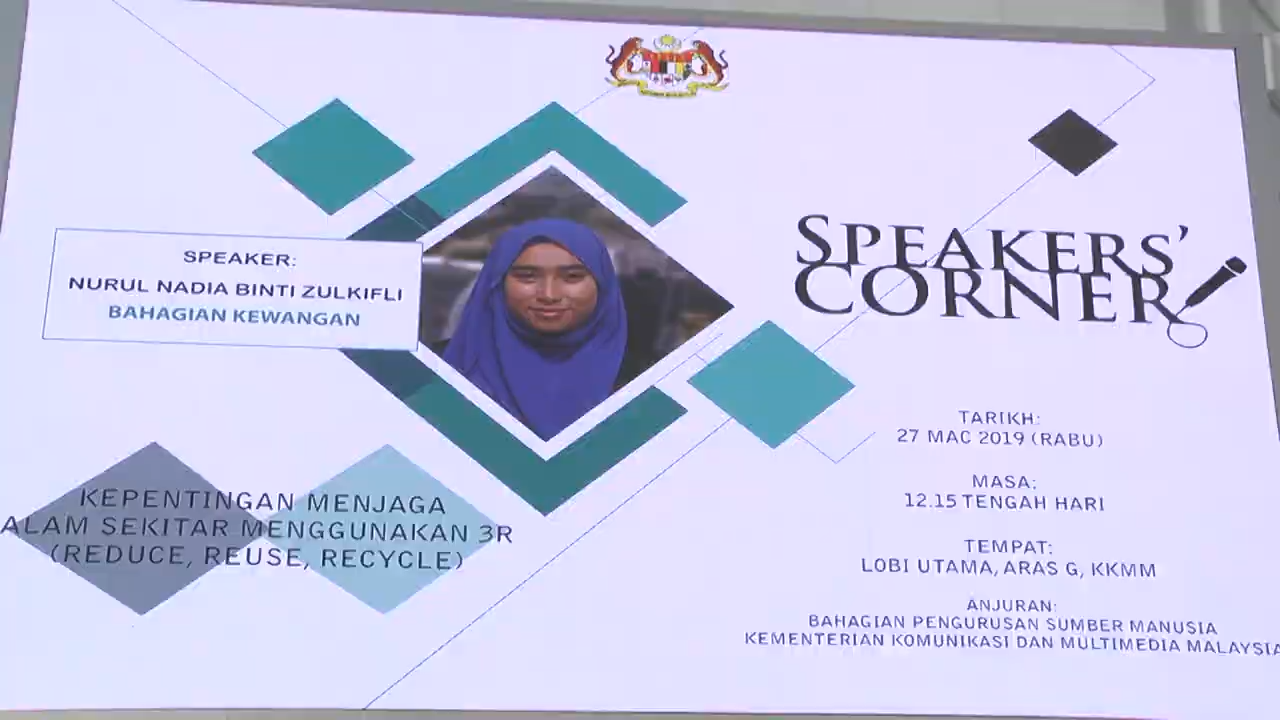 SPEAKER:
NURUL NADIA BINTI ZULKIFLI
BAHAGIAN KEWANGAN
KEPENTINGAN MENJAGA
ALAM SEKITAR MENGGUNAKAN 3R
(REDUCE, REUSE, RECYCLE)
SPEAKERS'
CORNER
TARIKH:
27 MAC 2019 (RABU)
MASA:
12.15 TENGAH HARI
TEMPAT:
LOBI UTAMA, ARAS G, KKMM
ANJURAN:
BAHAGIAN PENGURUSAN SUMBER MANUSIA
KEMENTERIAN KOMUNIKASI DAN MULTIMEDIA MALAYSIA